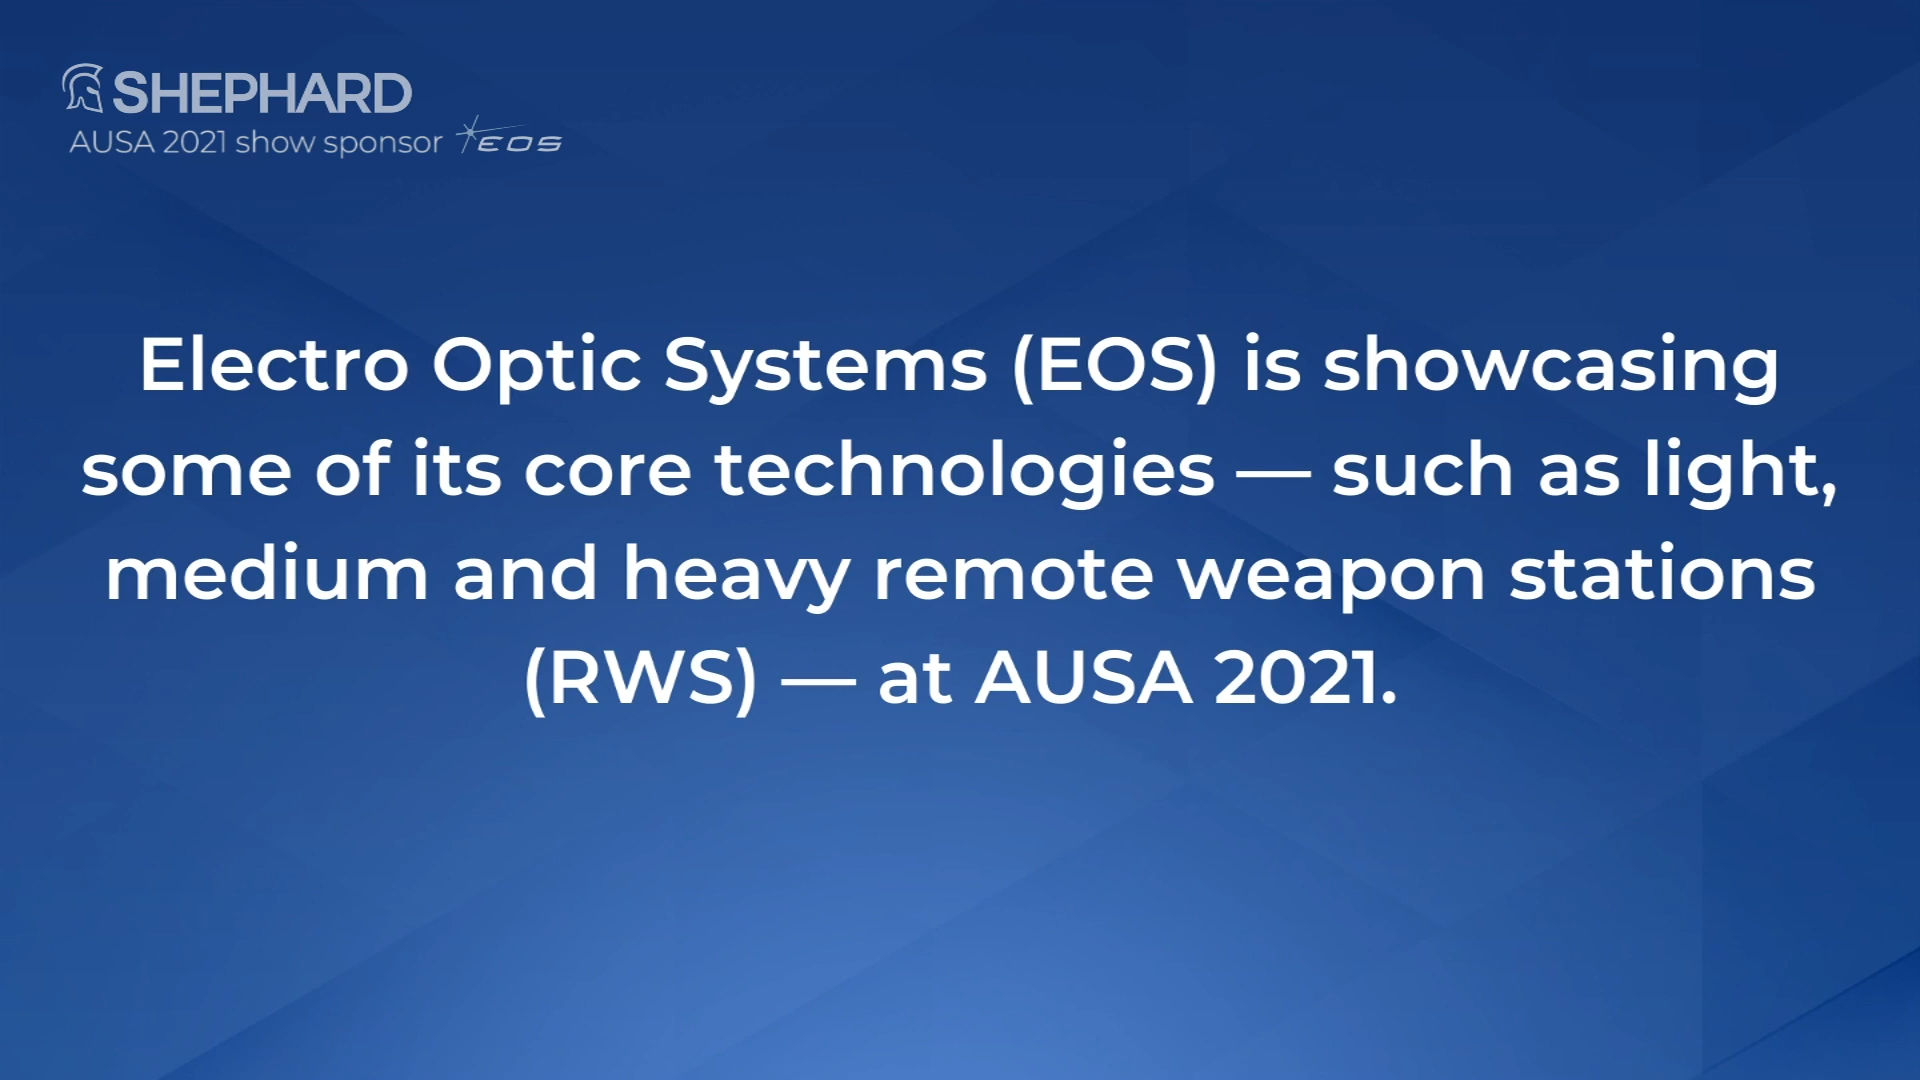 SHEPHARD
AUSA 2021 show sponsor EOS
Electro Optic Systems (EOS) is showcasing
some of its core technologies — such as light,
medium and heavy remote weapon stations
(RWS) — at AUSA 2021.